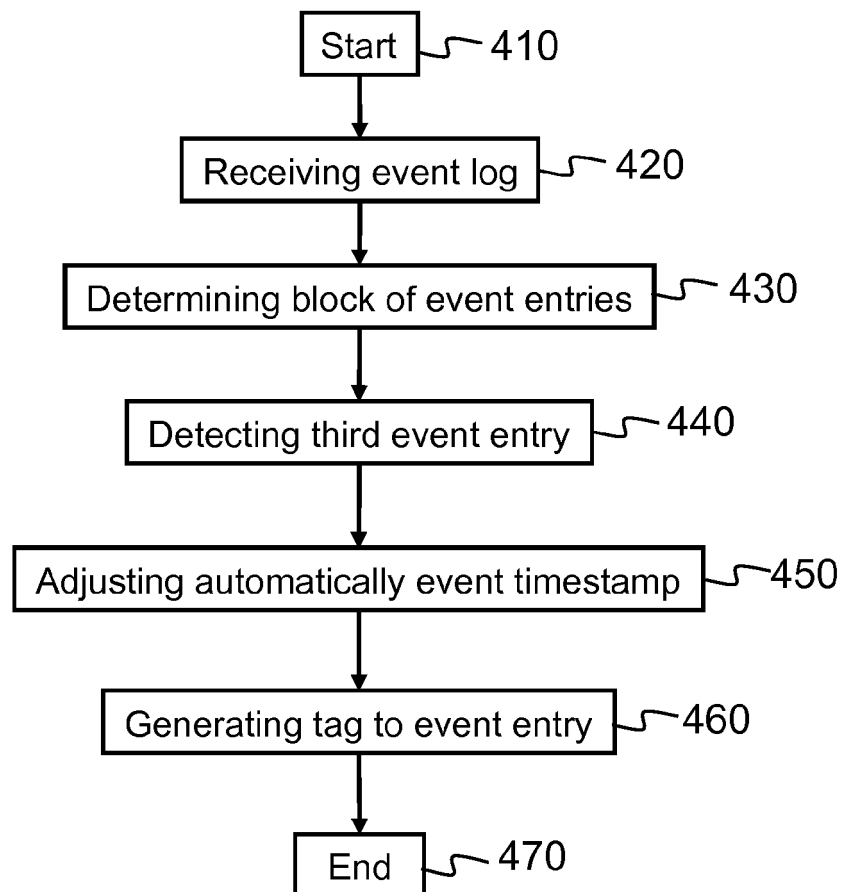 Start 410
Receiving event log 420
Determining block of event entries 430
Detecting third event entry 440
Adjusting automatically event timestamp 450
Generating tag to event entry 460
End 470